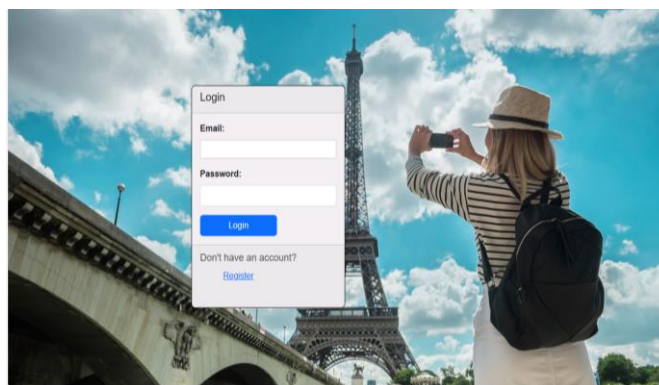 Login
Email:
Password:
Login
Don't have an account?
Register